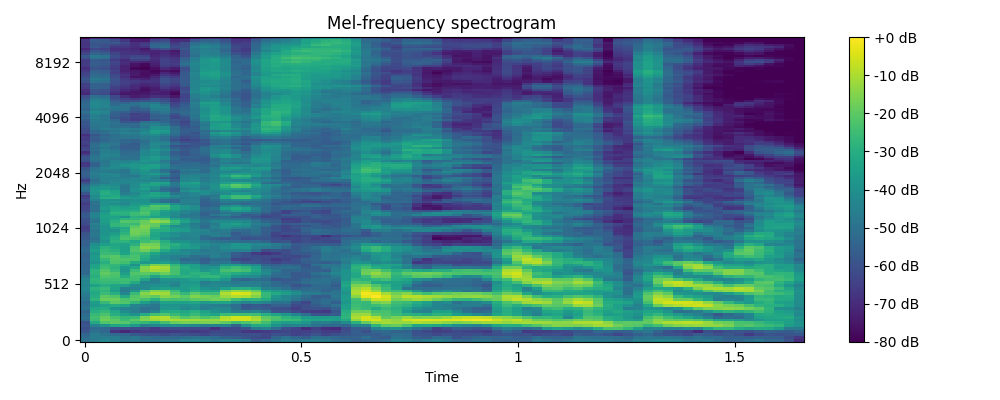 Mel-frequency spectrogram
+0 dB
8192
-10 dB
4096
-20 dB
-30 dB
Hz
2048
-40 dB
1024
-50 dB
-60 dB
512
-70 dB
0
-80 dB
0 0.5 1 1.5
Time